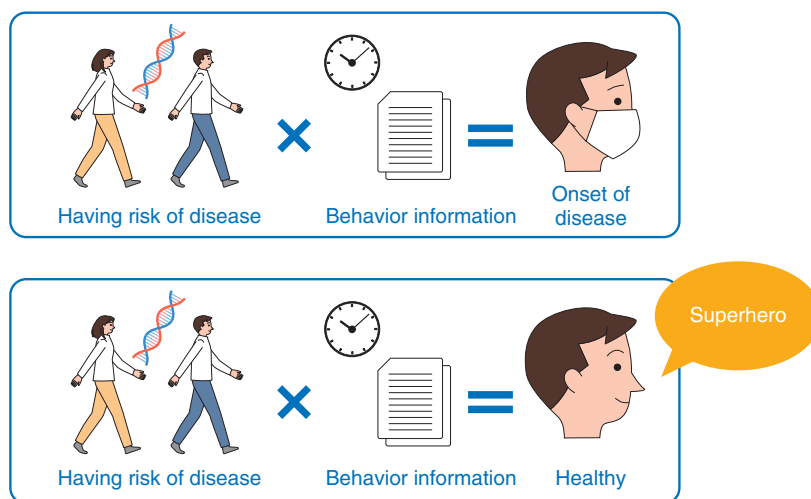 Having risk of disease
Behavior information
Onset of
disease
Superhero
Having risk of disease
Behavior information
Healthy